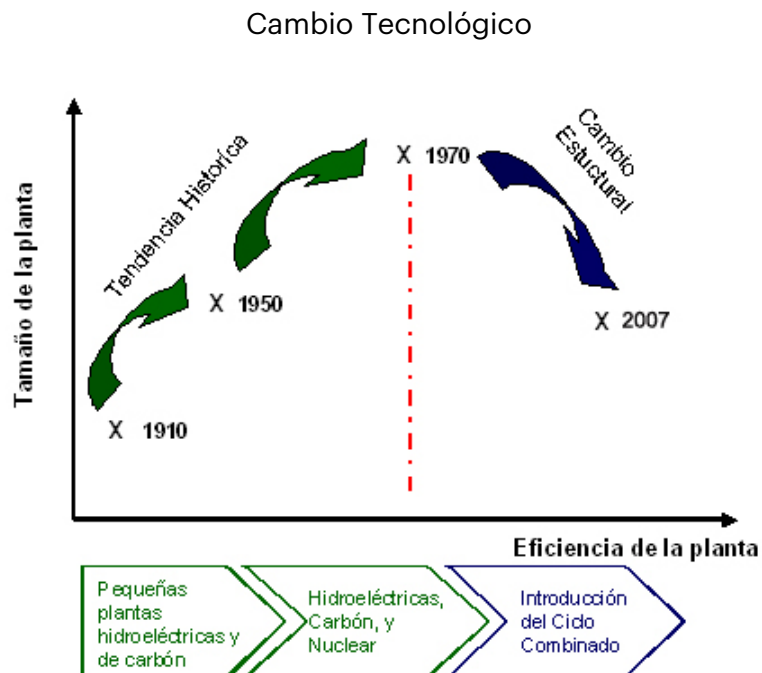 Cambio Tecnológico
Tendencia Historíca
Cambio
Estuctural
X 1970
X 1950
X 2007
X 1910
Tamaño de la planta
Eficiencia de la planta
Pequeñas
plantas
hidroeléctricas y
de carbón
Hidroeléctricas,
Carbón, y
Nuclear
Introducción
del Ciclo
Combinado